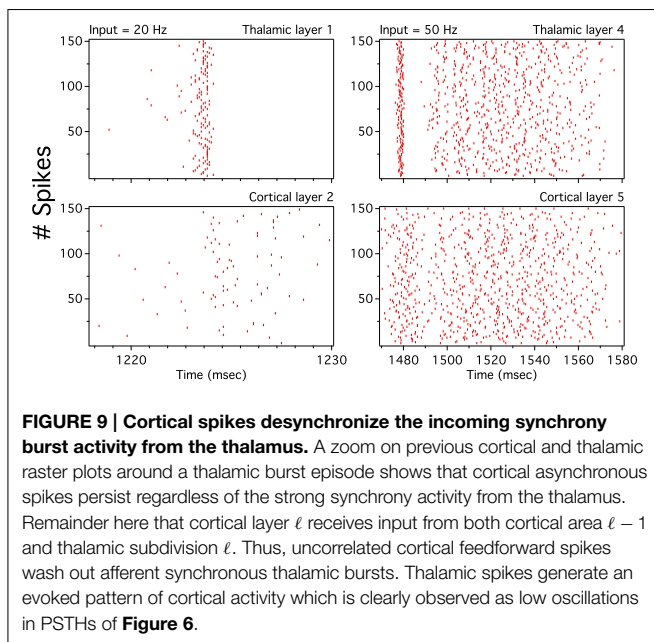 Input = 20 Hz Thalamic layer 1
Input = 50 Hz Thalamic layer 4
150
100
50
# Spikes
Cortical layer 2
Cortical layer 5
150
100
50
1220 1230
Time (msec)
1480 1500 1520 1540 1560 1580
Time (msec)
FIGURE 9 | Cortical spikes desynchronize the incoming synchrony
burst activity from the thalamus. A zoom on previous cortical and thalamic
raster plots around a thalamic burst episode shows that cortical asynchronous
spikes persist regardless of the strong synchrony activity from the thalamus.
Remainder here that cortical layer ℓ receives input from both cortical area ℓ − 1
and thalamic subdivision ℓ. Thus, uncorrelated cortical feedforward spikes
wash out afferent synchronous thalamic bursts. Thalamic spikes generate an
evoked pattern of cortical activity which is clearly observed as low oscillations
in PSTHs of Figure 6.